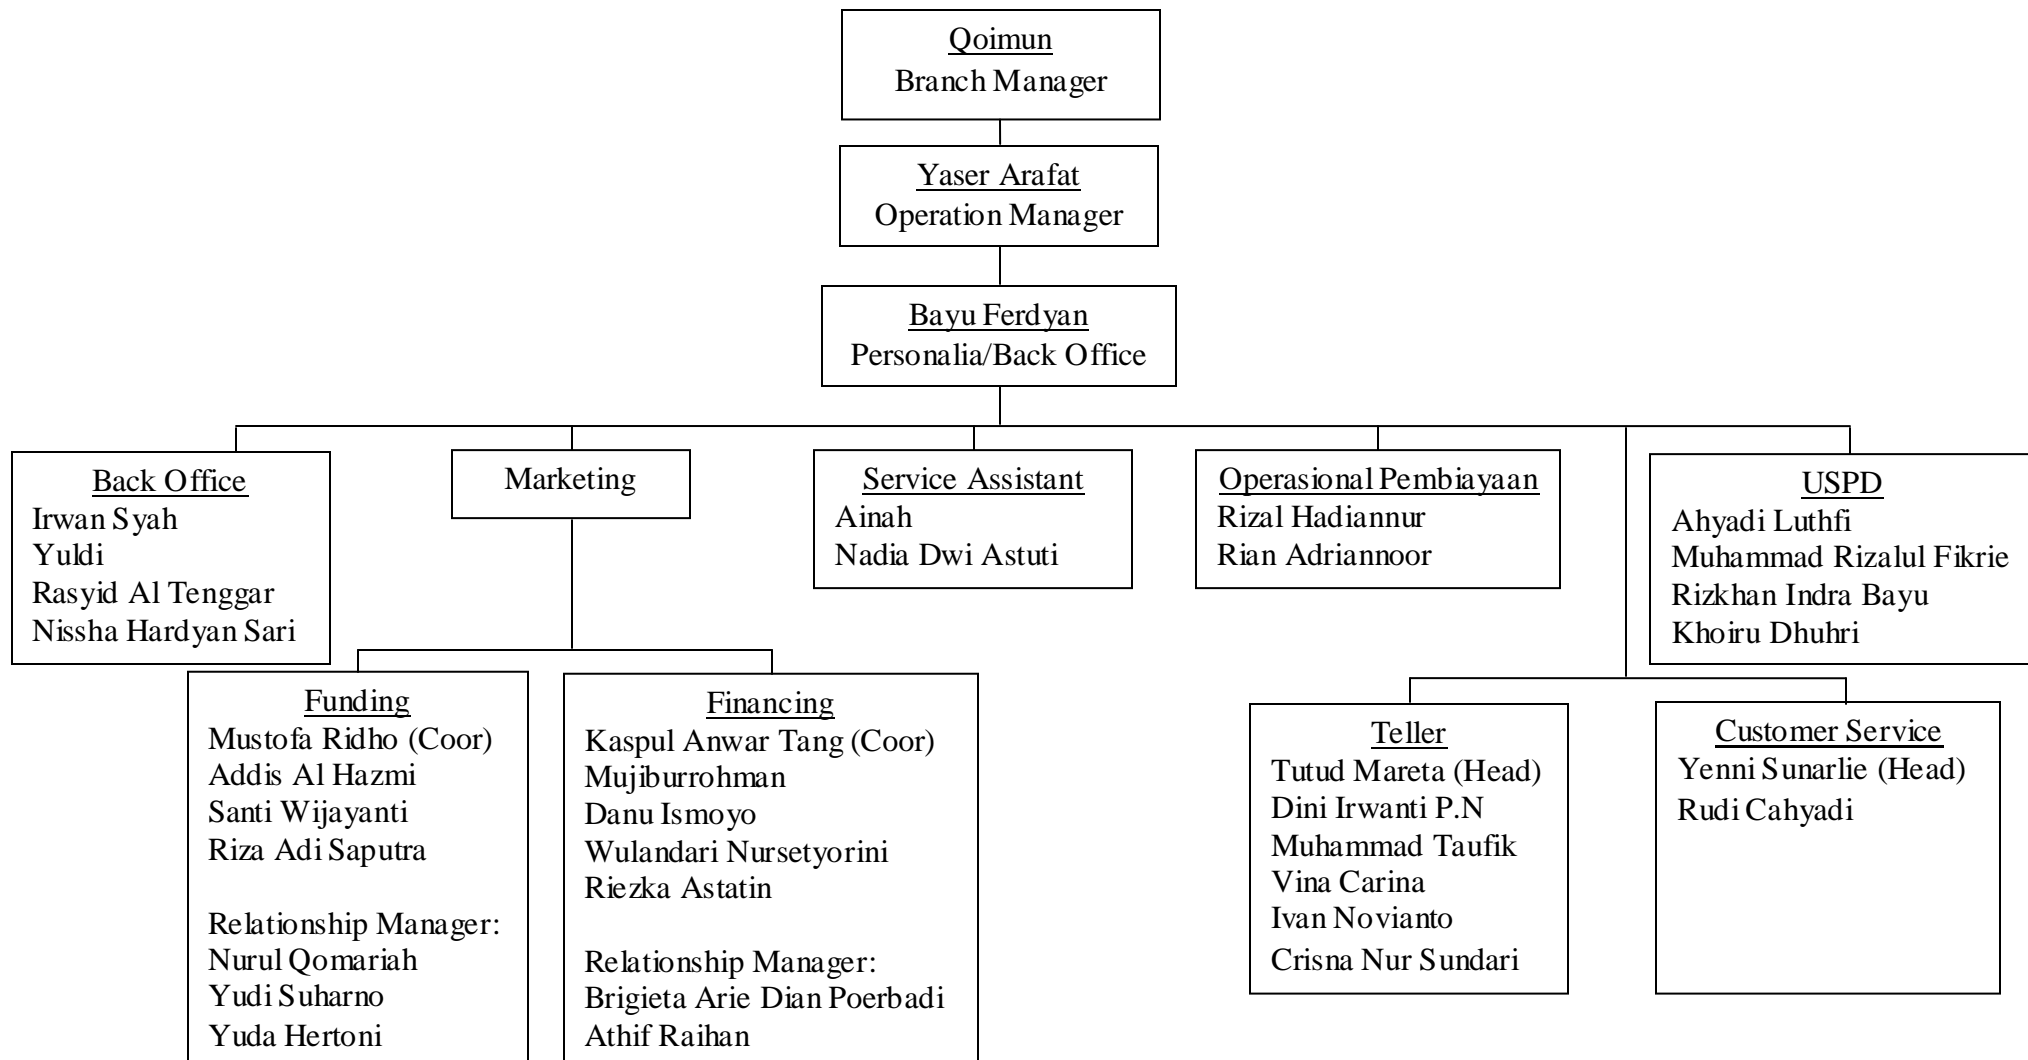 Qoimun
Branch Manager
Yaser Arafat
Operation Manager
Bayu Ferdyan
Personalia/Back Office
Back Office
Irwan Syah
Yuldi
Rasyid Al Tenggar
Nissha Hardyan Sari
Marketing
Service Assistant
Ainah
Nadia Dwi Astuti
Operasional Pembiayaan
Rizal Hadiannur
Rian Adriannoor
USPD
Ahyadi Luthfi
Muhammad Rizalul Fikrie
Rizkhan Indra Bayu
Khoiru Dhuhri
Funding
Mustofa Ridho (Coor)
Addis Al Hazmi
Santi Wijayanti
Riza Adi Saputra
Relationship Manager:
Nurul Qomariah
Yudi Suharno
Yuda Hertoni
Financing
Kaspul Anwar Tang (Coor)
Mujiburrohman
Danu Ismoyo
Wulandari Nursetyorini
Riezka Astatin
Relationship Manager:
Brigieta Arie Dian Poerbadi
Athif Raihan
Teller
Tutud Mareta (Head)
Dini Irwanti P.N
Muhammad Taufik
Vina Carina
Ivan Novianto
Crisna Nur Sundari
Customer Service
Yenni Sunarlie (Head)
Rudi Cahyadi